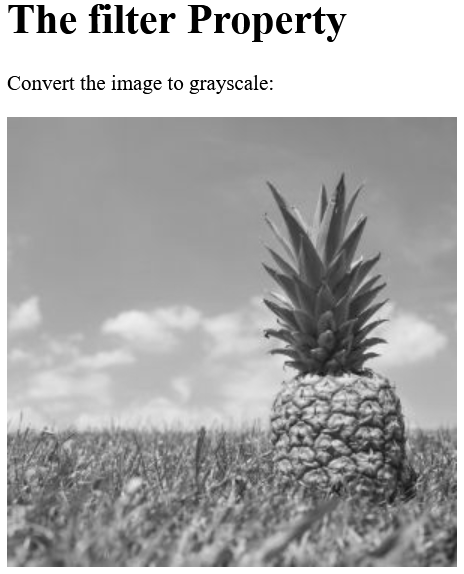 The filter Property
Convert the image to grayscale: